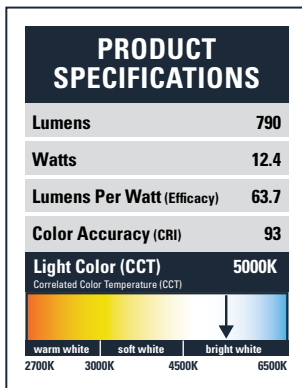 PRODUCT
SPECIFICATIONS
Lumens 790
Watts 12.4
Lumens Per Watt (Efficacy) 63.7
Color Accuracy (CRI) 93
Light Color (CCT) 5000K
Correlated Color Temperature (CCT)
warm white soft white bright white
2700K 3000K 4500K 6500K